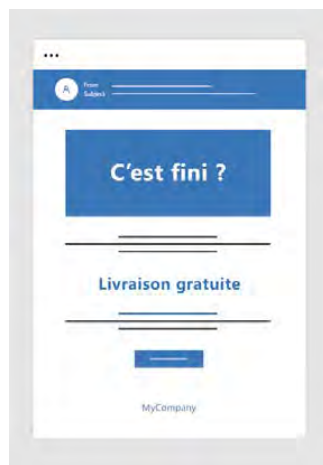 ...
A
From
Subject
C'est fini ?
Livraison gratuite
MyCompany